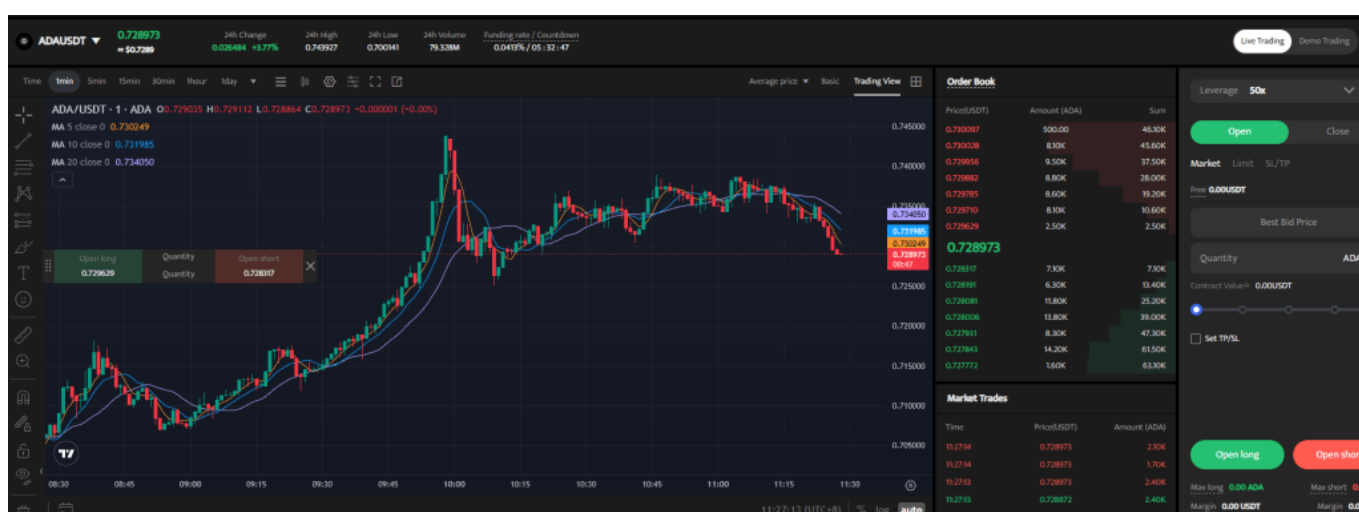 ADAUSDT ▼ 0.728973 ≈ $0.7289 24h Change 0.026484 +3.77% 24h High 0.743927 24h Low 0.700141 24h Volume 79.328M Funding rate / Countdown 0.0413% / 05 : 32 : 47 Live Trading Demo Trading
Time 1min 5min 15min 30min 1hour 1day Average price Basic Trading View
ADA/USDT · 1 · ADA O0.729035 H0.729112 L0.728864 C0.728973 -0.000001 (-0.00%)
MA 5 close 0 0.730249
MA 10 close 0 0.731985
MA 20 close 0 0.734050
0.745000
0.740000
0.735000
0.734050
0.731985
0.730249
0.728973
00:47
0.725000
0.720000
0.715000
0.710000
0.705000
Open long Quantity Open short
0.729629 Quantity 0.728317
08:30 08:45 09:00 09:15 09:30 09:45 10:00 10:15 10:30 10:45 11:00 11:15 11:30
11:27:13 (UTC+8) % log auto
Order Book
Price(USDT) Amount (ADA) Sum
0.730097 500.00 46.10K
0.730028 8.10K 45.60K
0.729956 9.50K 37.50K
0.729882 8.80K 28.00K
0.729785 8.60K 19.20K
0.729710 8.10K 10.60K
0.729629 2.50K 2.50K
0.728973
0.728317 7.10K 7.10K
0.728191 6.30K 13.40K
0.728081 11.80K 25.20K
0.728006 13.80K 39.00K
0.727931 8.30K 47.30K
0.727843 14.20K 61.50K
0.727772 1.60K 63.10K
Market Trades
Time Price(USDT) Amount (ADA)
11:27:14 0.728973 2.10K
11:27:14 0.728973 1.70K
11:27:13 0.728973 2.40K
11:27:13 0.728872 2.40K
Leverage 50x
Open Close
Market Limit SL/TP
Free 0.00USDT
Best Bid Price
Quantity ADA
Contract Value≈ 0.00USDT
Set TP/SL
Open long Open shor
Max long 0.00 ADA Max short 0.
Margin 0.00 USDT Margin 0.0